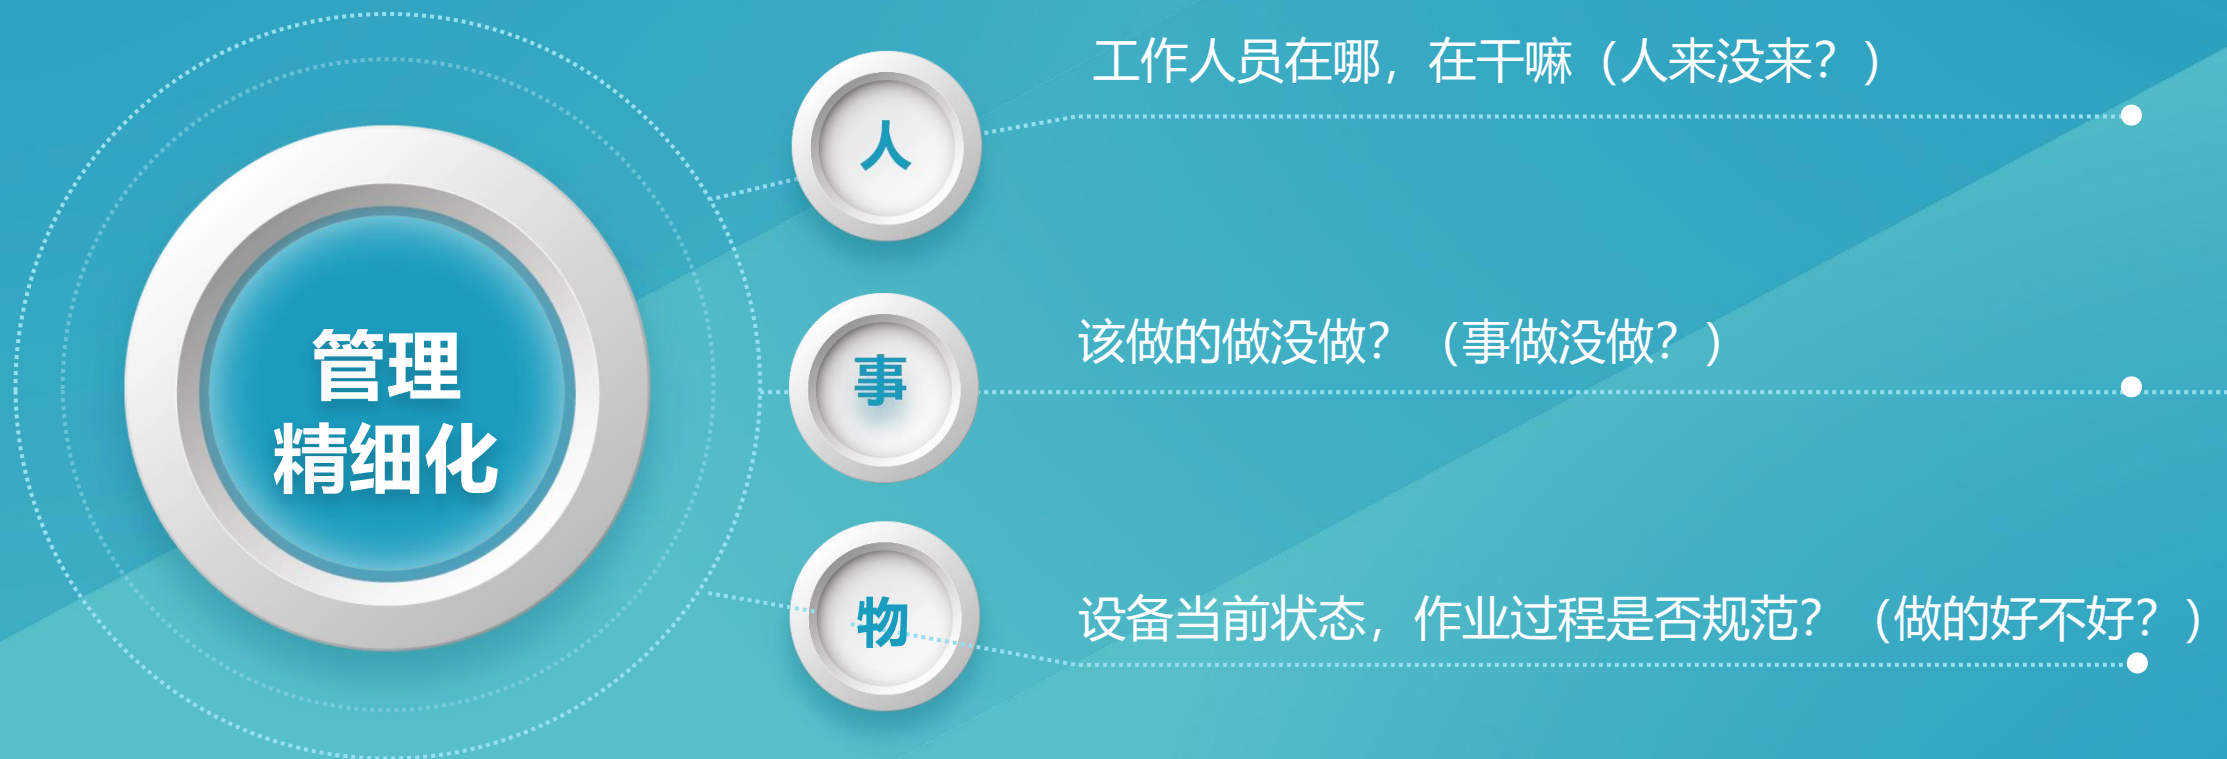 管理
精细化
人
工作人员在哪，在干嘛（人来没来？）
事
该做的做没做？（事做没做？）
物
设备当前状态，作业过程是否规范？（做的好不好？）